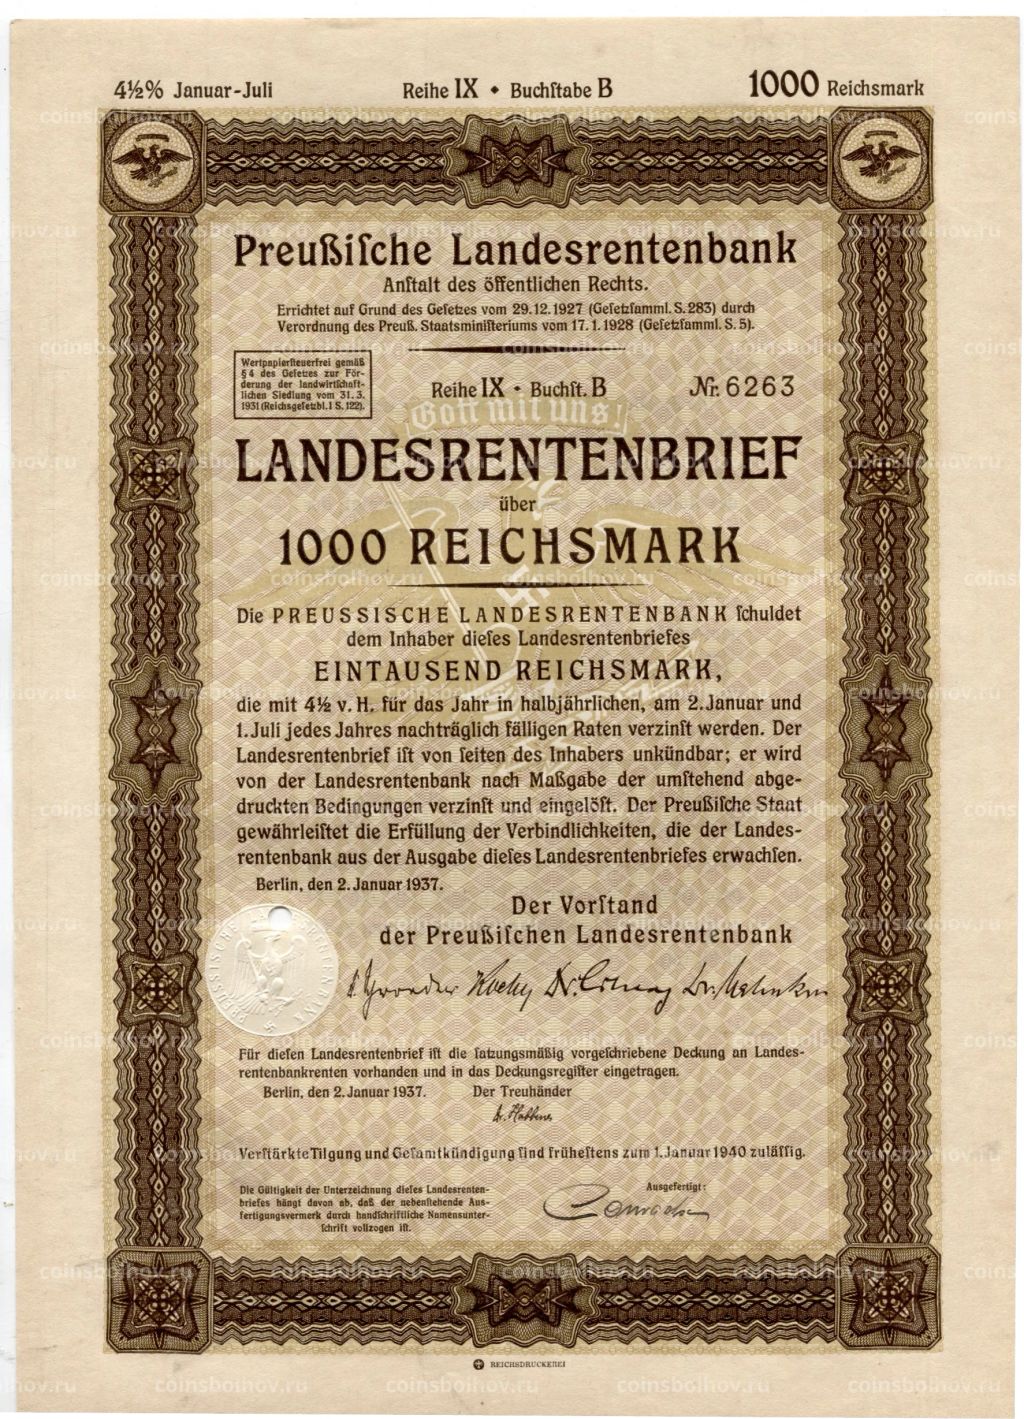 4½% Januar-Juli Reihe IX • Buchſtabe B 1000 Reichsmark
Preußiſche Landesrentenbank
Anſtalt des öffentlichen Rechts.
Errichtet auf Grund des Geſetzes vom 29.12.1927 (Geſetzſamml. S. 283) durch
Verordnung des Preuß. Staatsminiſteriums vom 17.1.1928 (Geſetzſamml. S. 5).
Wertpapierſteuerfrei gemäß
§ 4 des Geſetzes zur För-
derung der landwirtſchaft-
lichen Siedlung vom 31.3.
1931 (Reichsgeſetzbl. I S. 122).
Reihe IX • Buchſt. B Nr. 6263
Gott mit uns!
LANDESRENTENBRIEF
über
1000 REICHSMARK
Die PREUSSISCHE LANDESRENTENBANK ſchuldet
dem Inhaber dieſes Landesrentenbriefes
EINTAUSEND REICHSMARK,
die mit 4½ v. H. für das Jahr in halbjährlichen, am 2. Januar und
1. Juli jedes Jahres nachträglich fälligen Raten verzinſt werden. Der
Landesrentenbrief iſt von ſeiten des Inhabers unkündbar; er wird
von der Landesrentenbank nach Maßgabe der umſtehend abge-
druckten Bedingungen verzinſt und eingelöſt. Der Preußiſche Staat
gewährleiſtet die Erfüllung der Verbindlichkeiten, die der Landes-
rentenbank aus der Ausgabe dieſes Landesrentenbriefes erwachſen.
Berlin, den 2. Januar 1937.
Der Vorſtand
der Preußiſchen Landesrentenbank
PREUSSISCHE LANDESRENTENBANK
Für dieſen Landesrentenbrief iſt die ſatzungsmäßig vorgeſchriebene Deckung an Landes-
rentenbankrenten vorhanden und in das Deckungsregiſter eingetragen.
Berlin, den 2. Januar 1937. Der Treuhänder
Verſtärkte Tilgung und Geſamtkündigung ſind früheſtens zum 1. Januar 1940 zuläſſig.
Die Gültigkeit der Unterzeichnung dieſes Landesrenten-
briefes hängt davon ab, daß der nebenſtehende Aus-
fertigungsvermerk durch handſchriftliche Namensunter-
ſchrift vollzogen iſt.
Ausgefertigt:
REICHSDRUCKEREI
coinsbolhov.ru